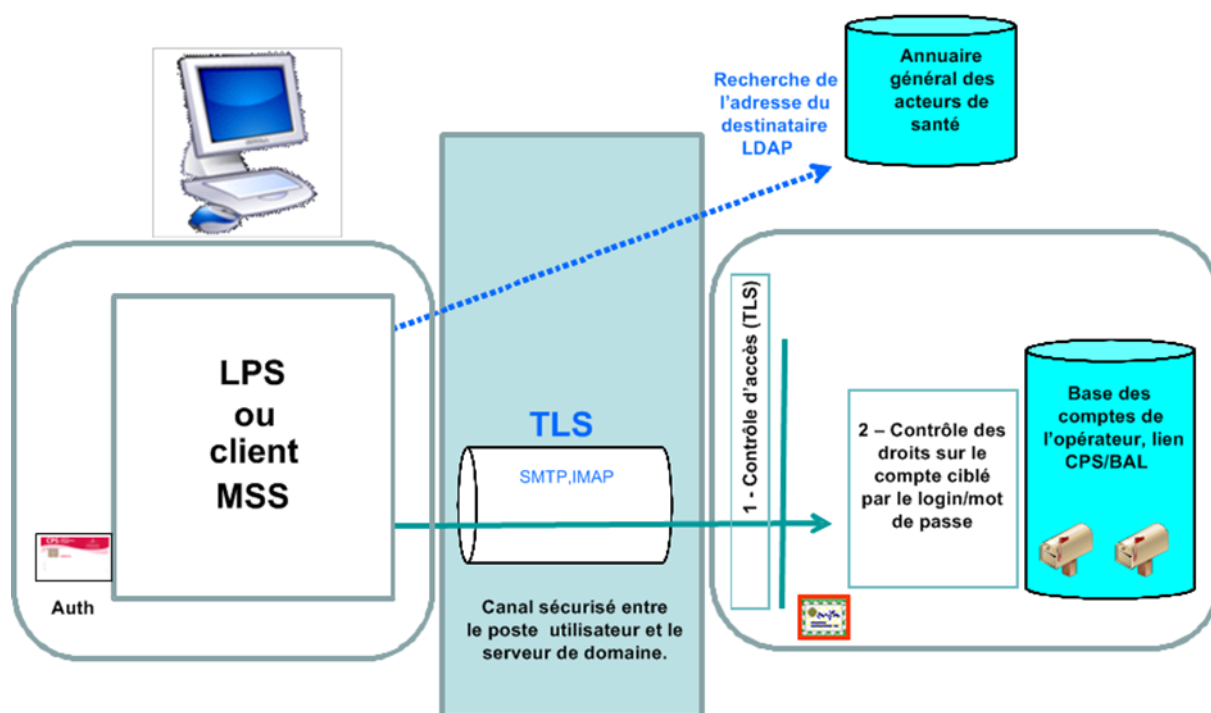 Annuaire
général des
acteurs de
santé
Recherche de
l'adresse du
destinataire
LDAP
LPS
ou
client
MSS
CPS
Auth
TLS
SMTP,IMAP
Canal sécurisé entre
le poste utilisateur et le
serveur de domaine.
1 - Contrôle d'accès (TLS)
2 – Contrôle des
droits sur le
compte ciblé
par le login/mot
de passe
Base des
comptes de
l'opérateur, lien
CPS/BAL